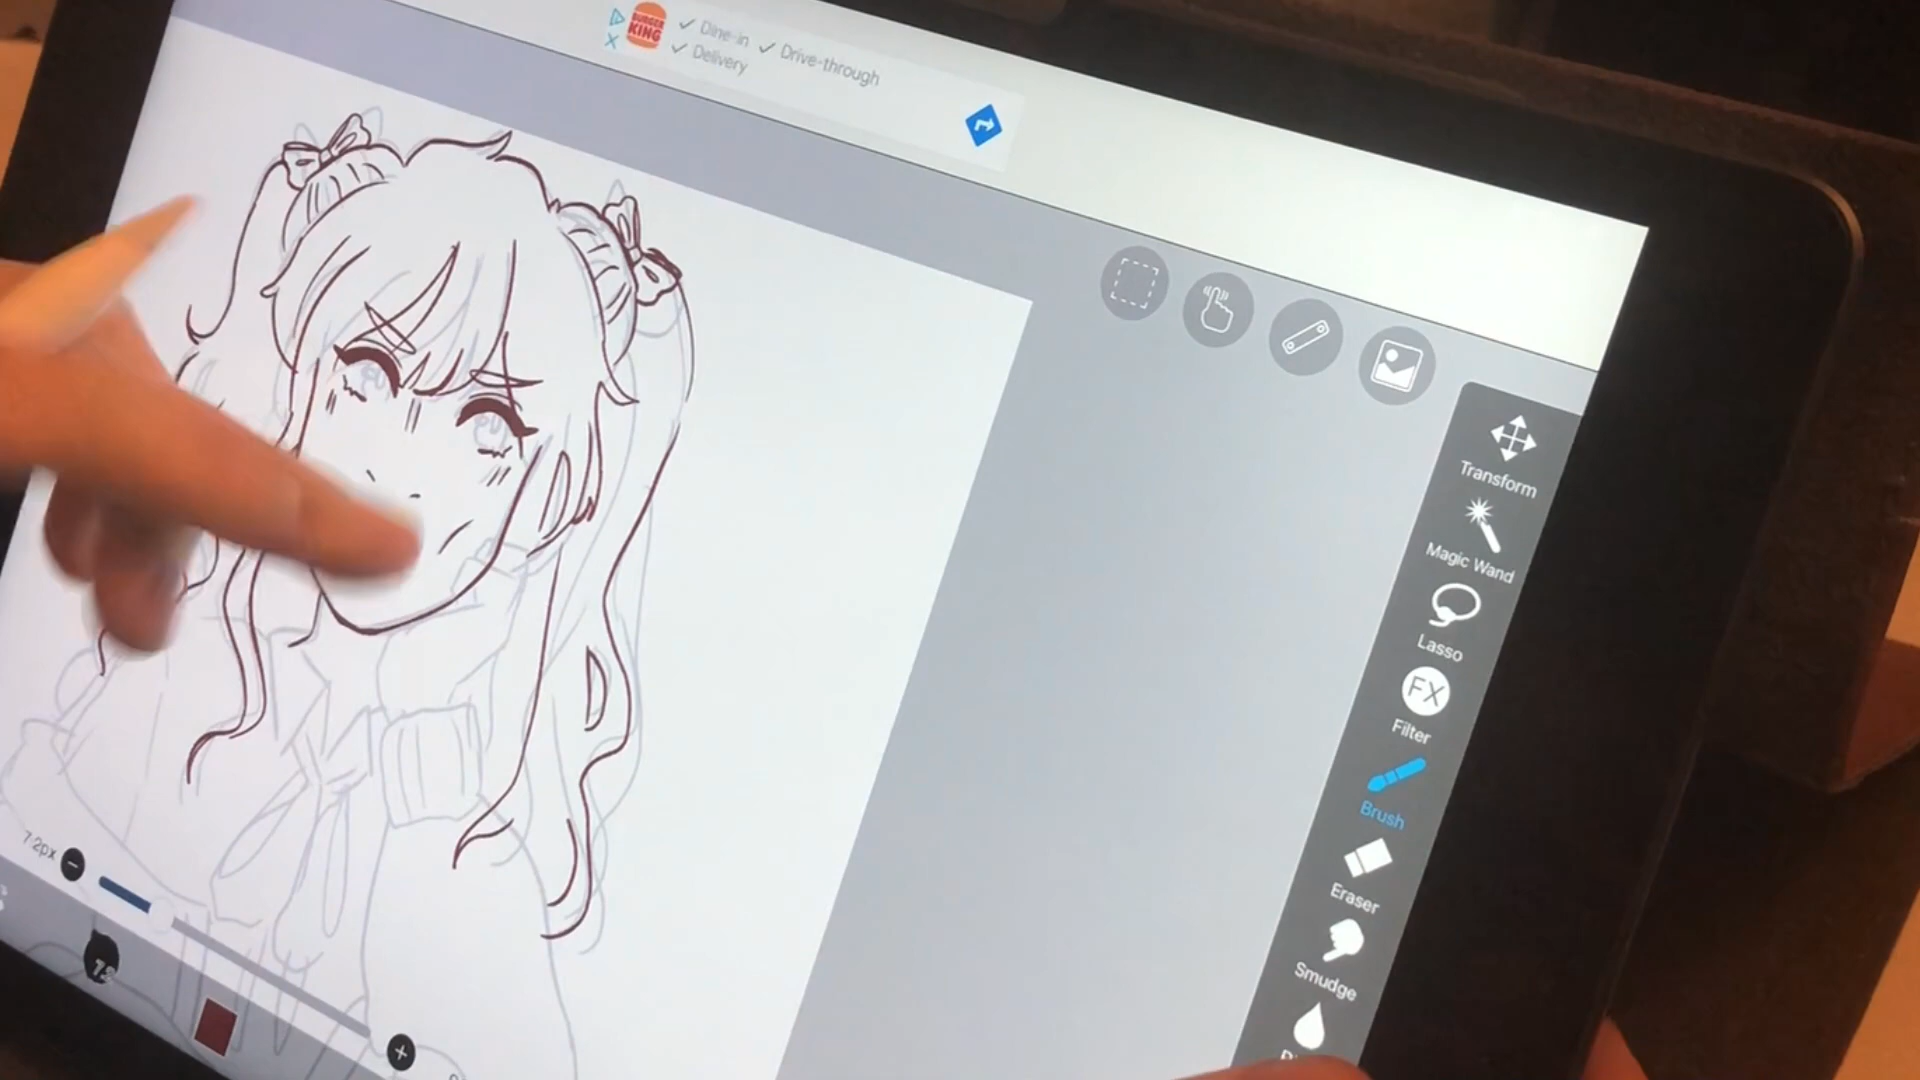 BURGER KING
✓ Dine-in ✓ Drive-through
✓ Delivery
Transform
Magic Wand
Lasso
FX
Filter
Brush
Eraser
Smudge
7.2px